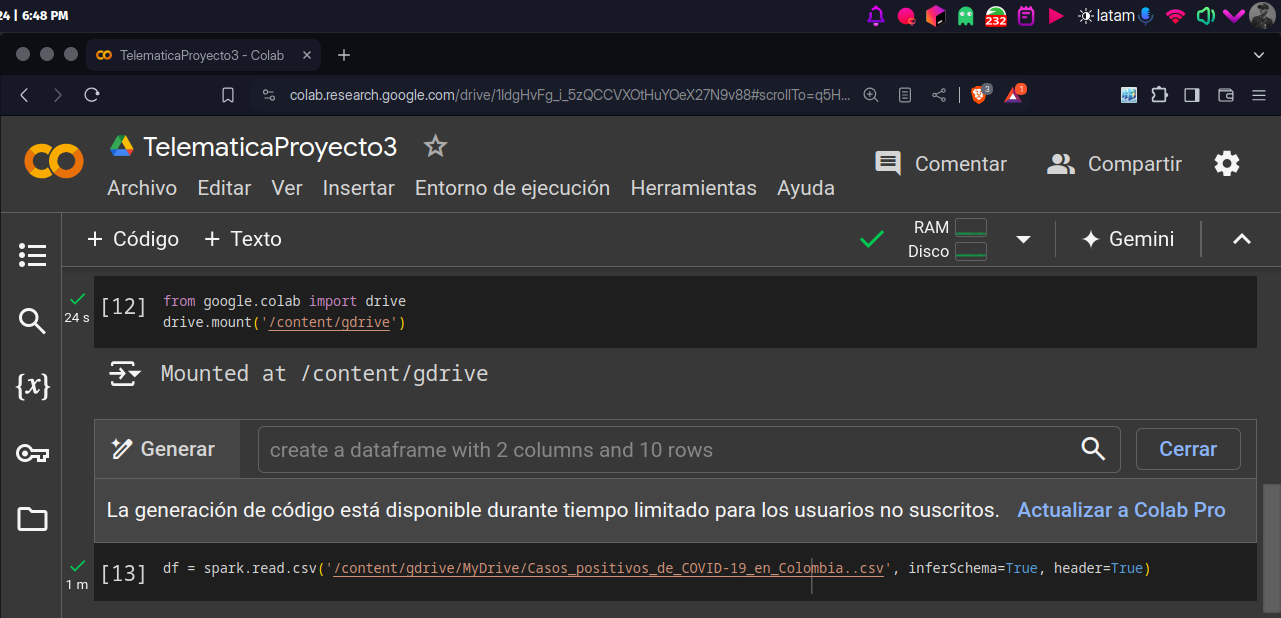 24 | 6:48 PM
232
latam
TelematicaProyecto3 - Colab
colab.research.google.com/drive/1IdgHvFg_i_5zQCCVXOtHuYOeX27N9v88#scrollTo=q5H...
3
1
TelematicaProyecto3
Comentar
Compartir
Archivo Editar Ver Insertar Entorno de ejecución Herramientas Ayuda
+ Código + Texto
RAM
Disco
Gemini
24 s
[12]
from google.colab import drive
drive.mount('/content/gdrive')
Mounted at /content/gdrive
Generar
create a dataframe with 2 columns and 10 rows
Cerrar
La generación de código está disponible durante tiempo limitado para los usuarios no suscritos. Actualizar a Colab Pro
1 m
[13]
df = spark.read.csv('/content/gdrive/MyDrive/Casos_positivos_de_COVID-19_en_Colombia..csv', inferSchema=True, header=True)
{x}